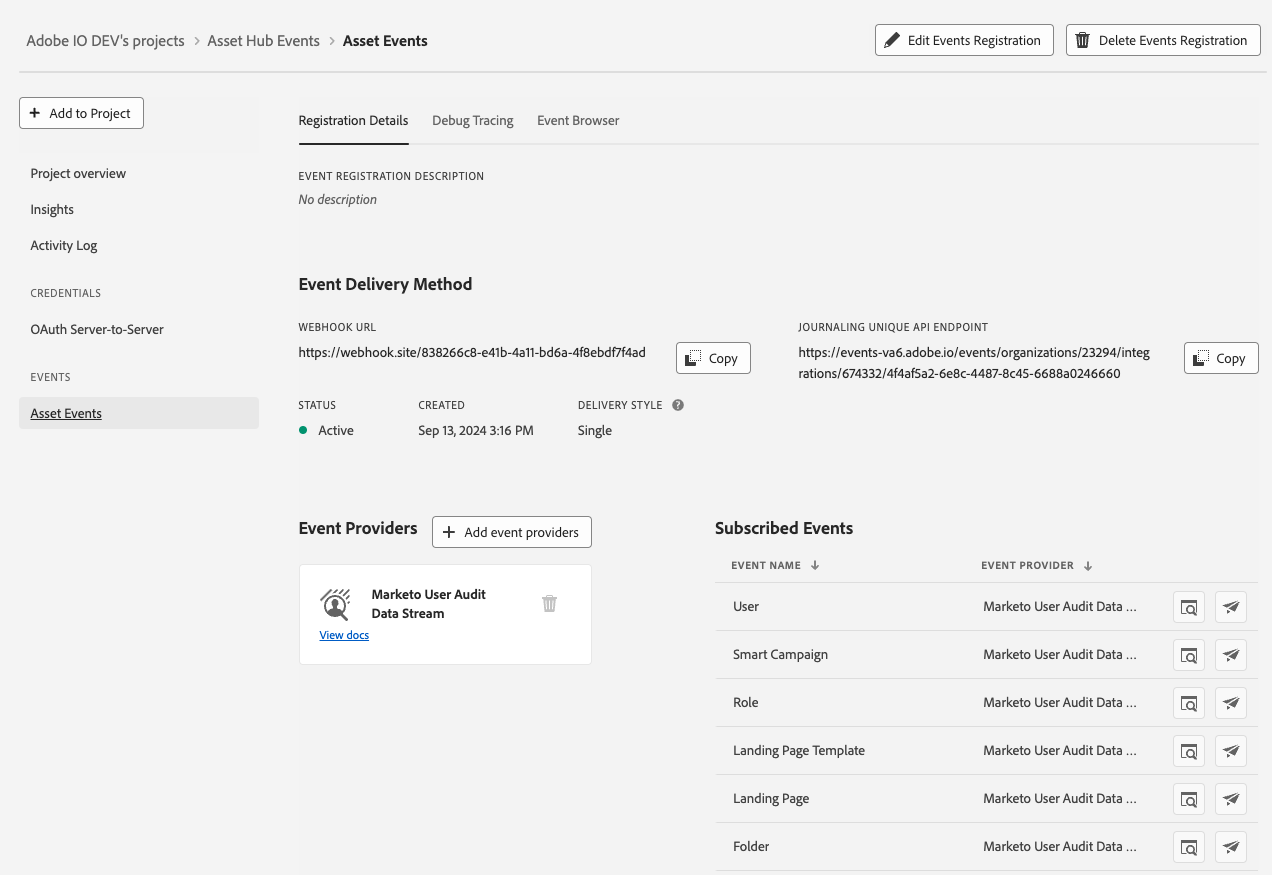 Adobe IO DEV's projects > Asset Hub Events > Asset Events
Edit Events Registration
Delete Events Registration
+ Add to Project
Project overview
Insights
Activity Log
CREDENTIALS
OAuth Server-to-Server
EVENTS
Asset Events
Registration Details
Debug Tracing
Event Browser
EVENT REGISTRATION DESCRIPTION
No description
Event Delivery Method
WEBHOOK URL
https://webhook.site/838266c8-e41b-4a11-bd6a-4f8ebdf7f4ad
Copy
JOURNALING UNIQUE API ENDPOINT
https://events-va6.adobe.io/events/organizations/23294/integ
rations/674332/4f4af5a2-6e8c-4487-8c45-6688a0246660
Copy
STATUS
Active
CREATED
Sep 13, 2024 3:16 PM
DELIVERY STYLE ?
Single
Event Providers
+ Add event providers
Marketo User Audit
Data Stream
View docs
Subscribed Events
EVENT NAME ↓ EVENT PROVIDER ↓
User Marketo User Audit Data ...
Smart Campaign Marketo User Audit Data ...
Role Marketo User Audit Data ...
Landing Page Template Marketo User Audit Data ...
Landing Page Marketo User Audit Data ...
Folder Marketo User Audit Data ...